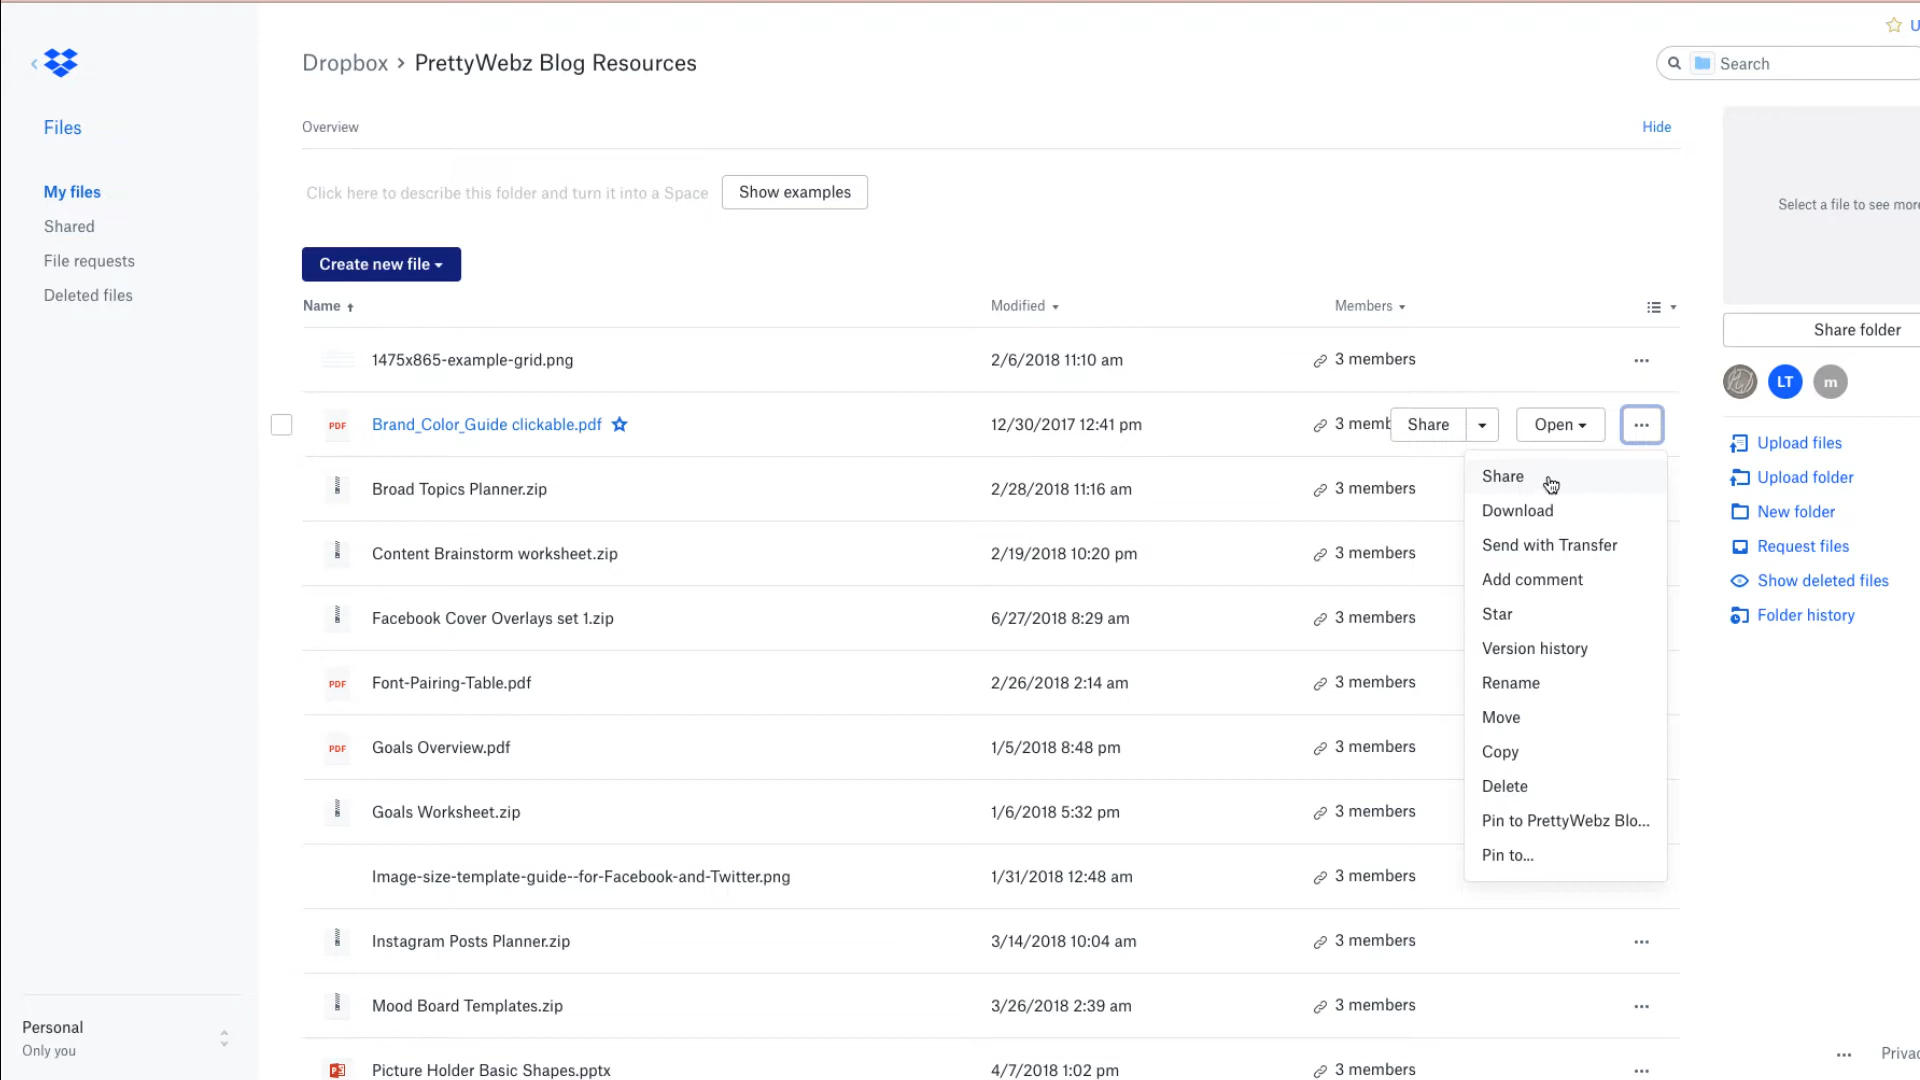 U
Dropbox › PrettyWebz Blog Resources
Search
Files
Overview
Hide
My files
Click here to describe this folder and turn it into a Space
Show examples
Select a file to see more
Shared
File requests
Create new file
Deleted files
Name
Modified
Members
Share folder
1475x865-example-grid.png
2/6/2018 11:10 am
3 members
LT
m
PDF
Brand_Color_Guide clickable.pdf
12/30/2017 12:41 pm
3 memb
Share
Open
Upload files
Share
Upload folder
Broad Topics Planner.zip
2/28/2018 11:16 am
3 members
Download
New folder
Send with Transfer
Request files
Content Brainstorm worksheet.zip
2/19/2018 10:20 pm
3 members
Add comment
Show deleted files
Star
Folder history
Facebook Cover Overlays set 1.zip
6/27/2018 8:29 am
3 members
Version history
PDF
Font-Pairing-Table.pdf
2/26/2018 2:14 am
3 members
Rename
Move
PDF
Goals Overview.pdf
1/5/2018 8:48 pm
3 members
Copy
Delete
Goals Worksheet.zip
1/6/2018 5:32 pm
3 members
Pin to PrettyWebz Blo...
Pin to...
Image-size-template-guide--for-Facebook-and-Twitter.png
1/31/2018 12:48 am
3 members
Instagram Posts Planner.zip
3/14/2018 10:04 am
3 members
Mood Board Templates.zip
3/26/2018 2:39 am
3 members
Personal
Only you
Picture Holder Basic Shapes.pptx
4/7/2018 1:02 pm
3 members
Privac